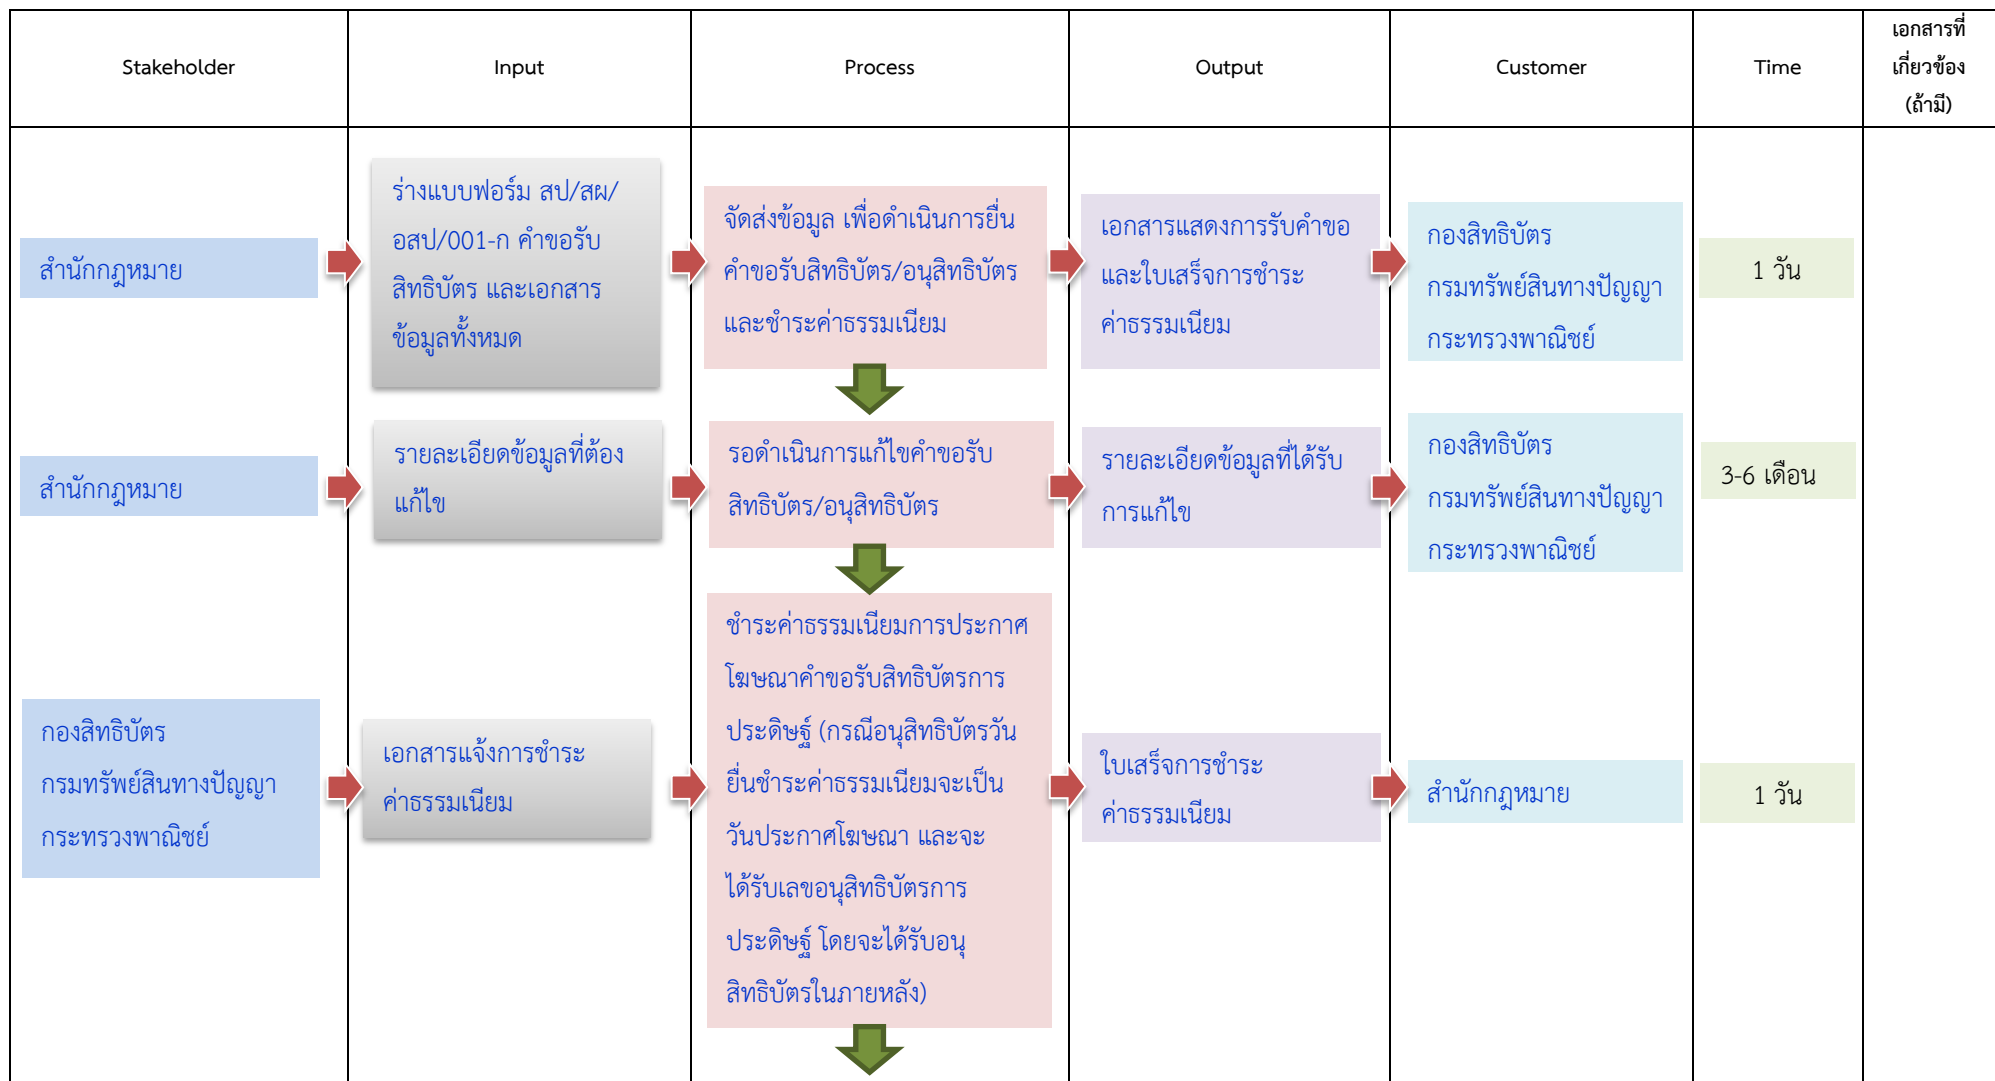 Stakeholder
Input
Process
Output
Customer
Time
เอกสารที่
เกี่ยวข้อง
(ถ้ามี)
สำนักกฎหมาย
ร่างแบบฟอร์ม สป/สผ/
อสป/001-ก คำขอรับ
สิทธิบัตร และเอกสาร
ข้อมูลทั้งหมด
จัดส่งข้อมูล เพื่อดำเนินการยื่น
คำขอรับสิทธิบัตร/อนุสิทธิบัตร
และชำระค่าธรรมเนียม
เอกสารแสดงการรับคำขอ
และใบเสร็จการชำระ
ค่าธรรมเนียม
กองสิทธิบัตร
กรมทรัพย์สินทางปัญญา
กระทรวงพาณิชย์
1 วัน
สำนักกฎหมาย
รายละเอียดข้อมูลที่ต้อง
แก้ไข
รอดำเนินการแก้ไขคำขอรับ
สิทธิบัตร/อนุสิทธิบัตร
รายละเอียดข้อมูลที่ได้รับ
การแก้ไข
กองสิทธิบัตร
กรมทรัพย์สินทางปัญญา
กระทรวงพาณิชย์
3-6 เดือน
กองสิทธิบัตร
กรมทรัพย์สินทางปัญญา
กระทรวงพาณิชย์
เอกสารแจ้งการชำระ
ค่าธรรมเนียม
ชำระค่าธรรมเนียมการประกาศ
โฆษณาคำขอรับสิทธิบัตรการ
ประดิษฐ์ (กรณีอนุสิทธิบัตรวัน
ยื่นชำระค่าธรรมเนียมจะเป็น
วันประกาศโฆษณา และจะ
ได้รับเลขอนุสิทธิบัตรการ
ประดิษฐ์ โดยจะได้รับอนุ
สิทธิบัตรในภายหลัง)
ใบเสร็จการชำระ
ค่าธรรมเนียม
สำนักกฎหมาย
1 วัน